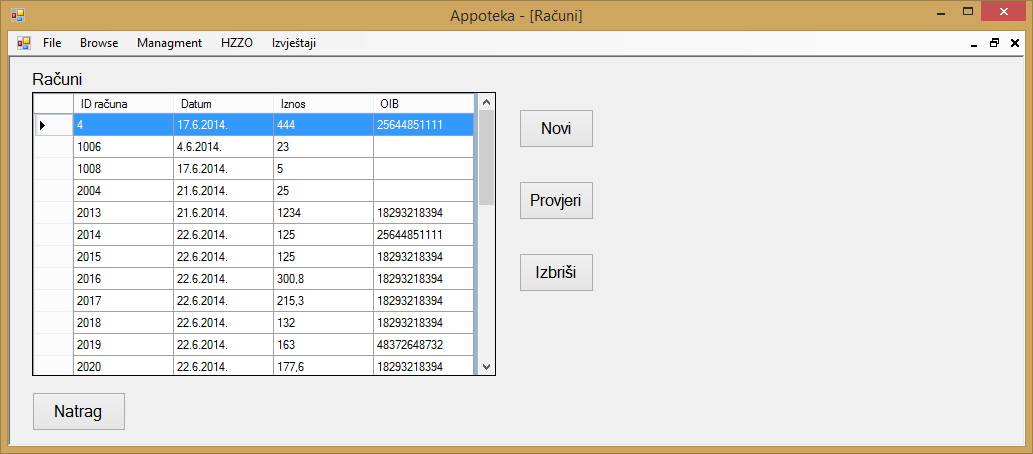 Appoteka - [Računi]
File Browse Managment HZZO Izvještaji
Računi
ID računa Datum Iznos OIB
4 17.6.2014. 444 25644851111
1006 4.6.2014. 23
1008 17.6.2014. 5
2004 21.6.2014. 25
2013 21.6.2014. 1234 18293218394
2014 22.6.2014. 125 25644851111
2015 22.6.2014. 125 18293218394
2016 22.6.2014. 300,8 18293218394
2017 22.6.2014. 215,3 18293218394
2018 22.6.2014. 132 18293218394
2019 22.6.2014. 163 48372648732
2020 22.6.2014. 177,6 18293218394
Novi
Provjeri
Izbriši
Natrag